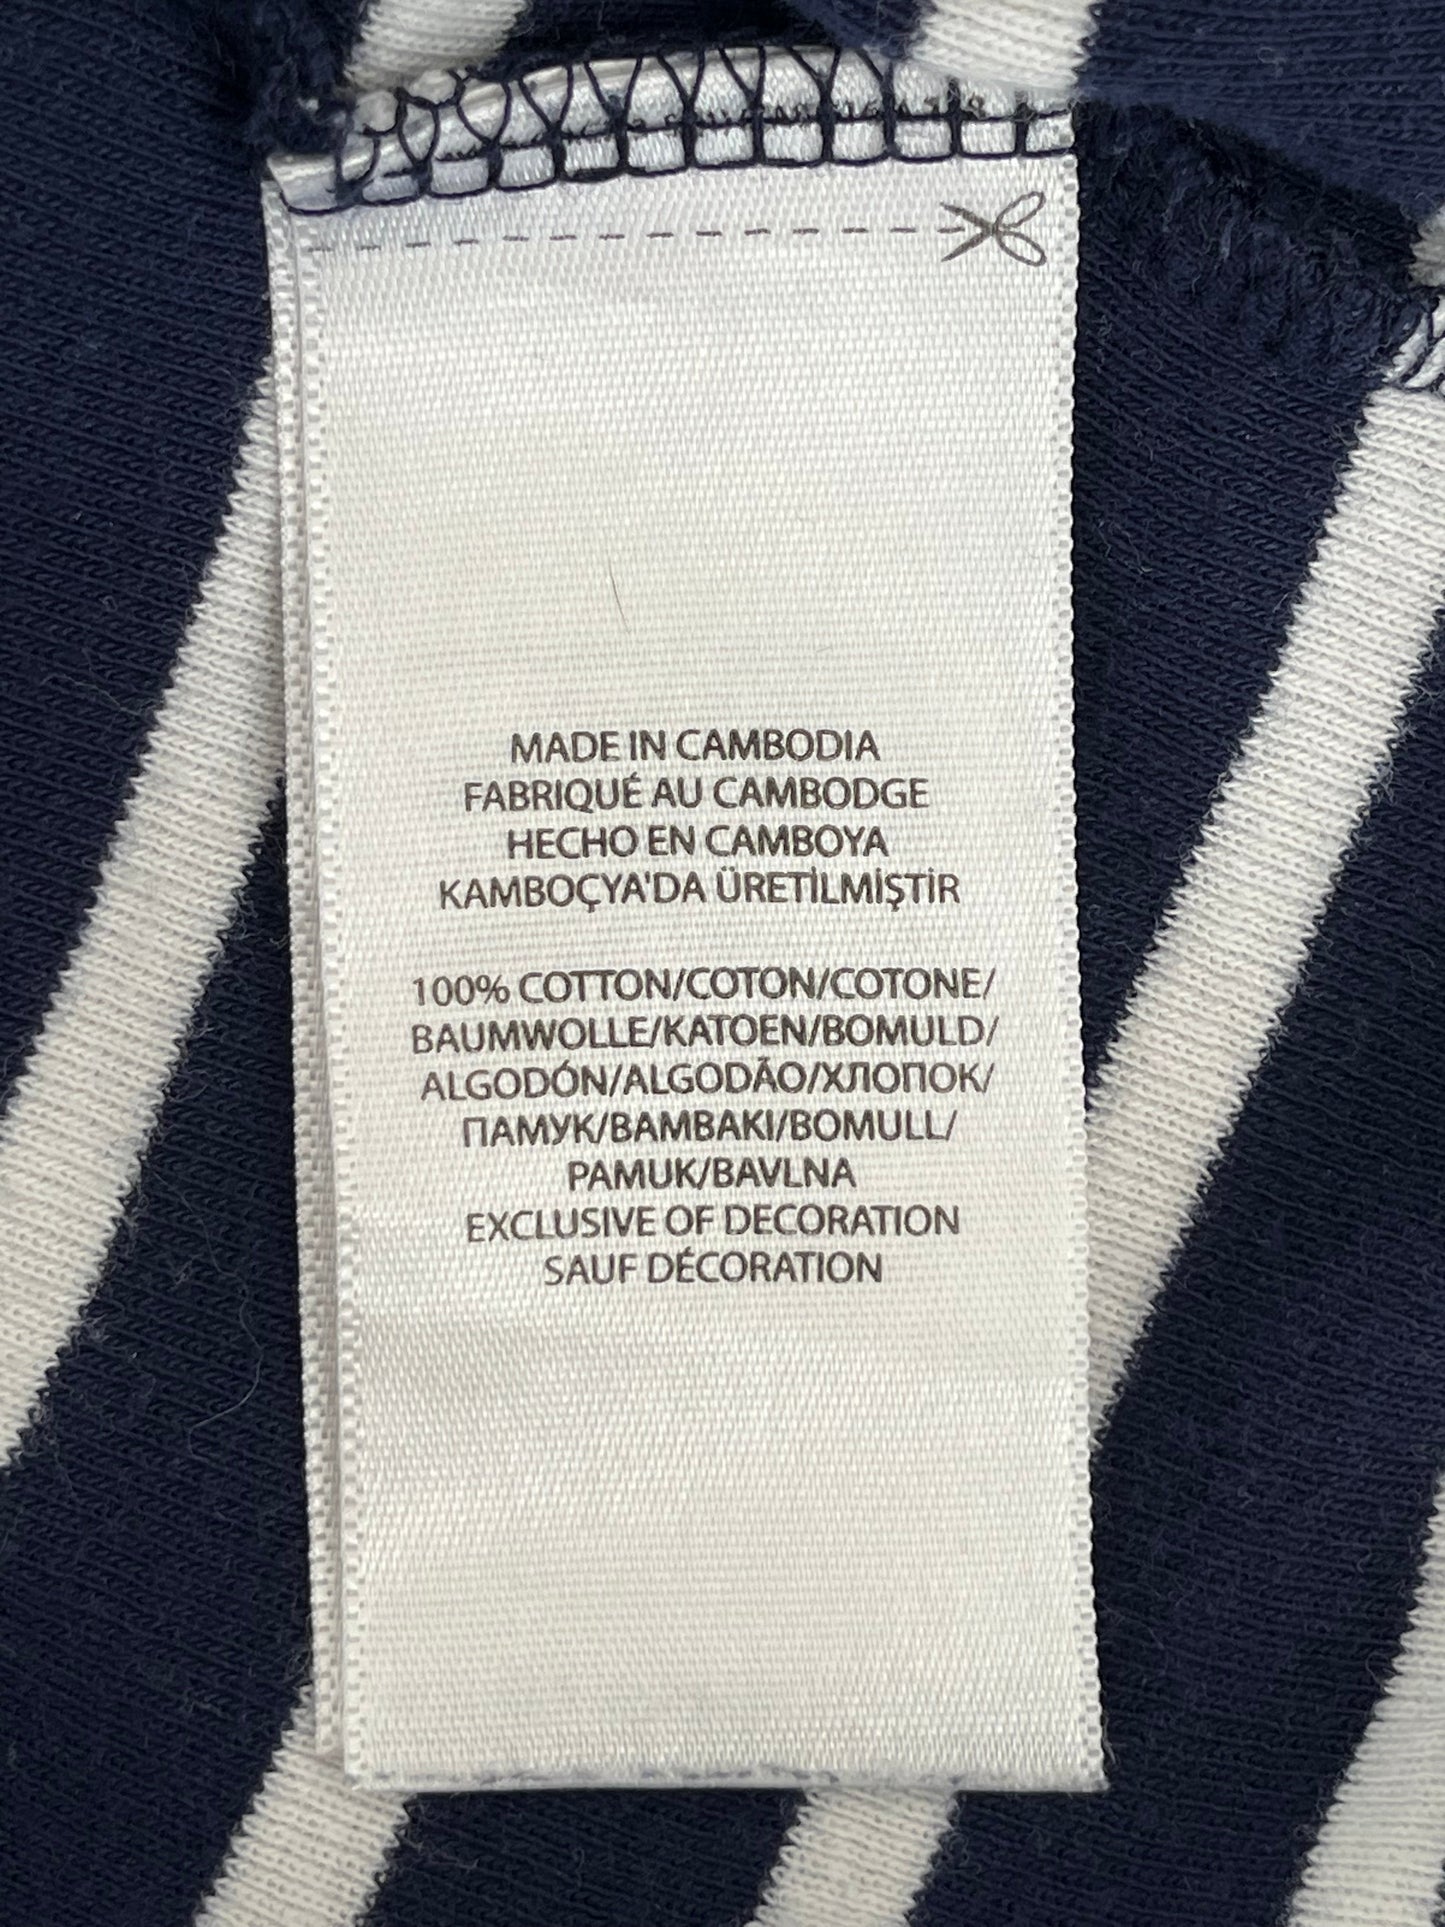 MADE IN CAMBODIA
FABRIQUÉ AU CAMBODGE
HECHO EN CAMBOYA
KAMBOÇYA'DA ÜRETİLMİŞTİR
100% COTTON/COTON/COTONE/
BAUMWOLLE/KATOEN/BOMULD/
ALGODÓN/ALGODÃO/ХЛОПОК/
ПАМУК/ΒΑΜΒΑΚΙ/BOMULL/
PAMUK/BAVLNA
EXCLUSIVE OF DECORATION
SAUF DÉCORATION